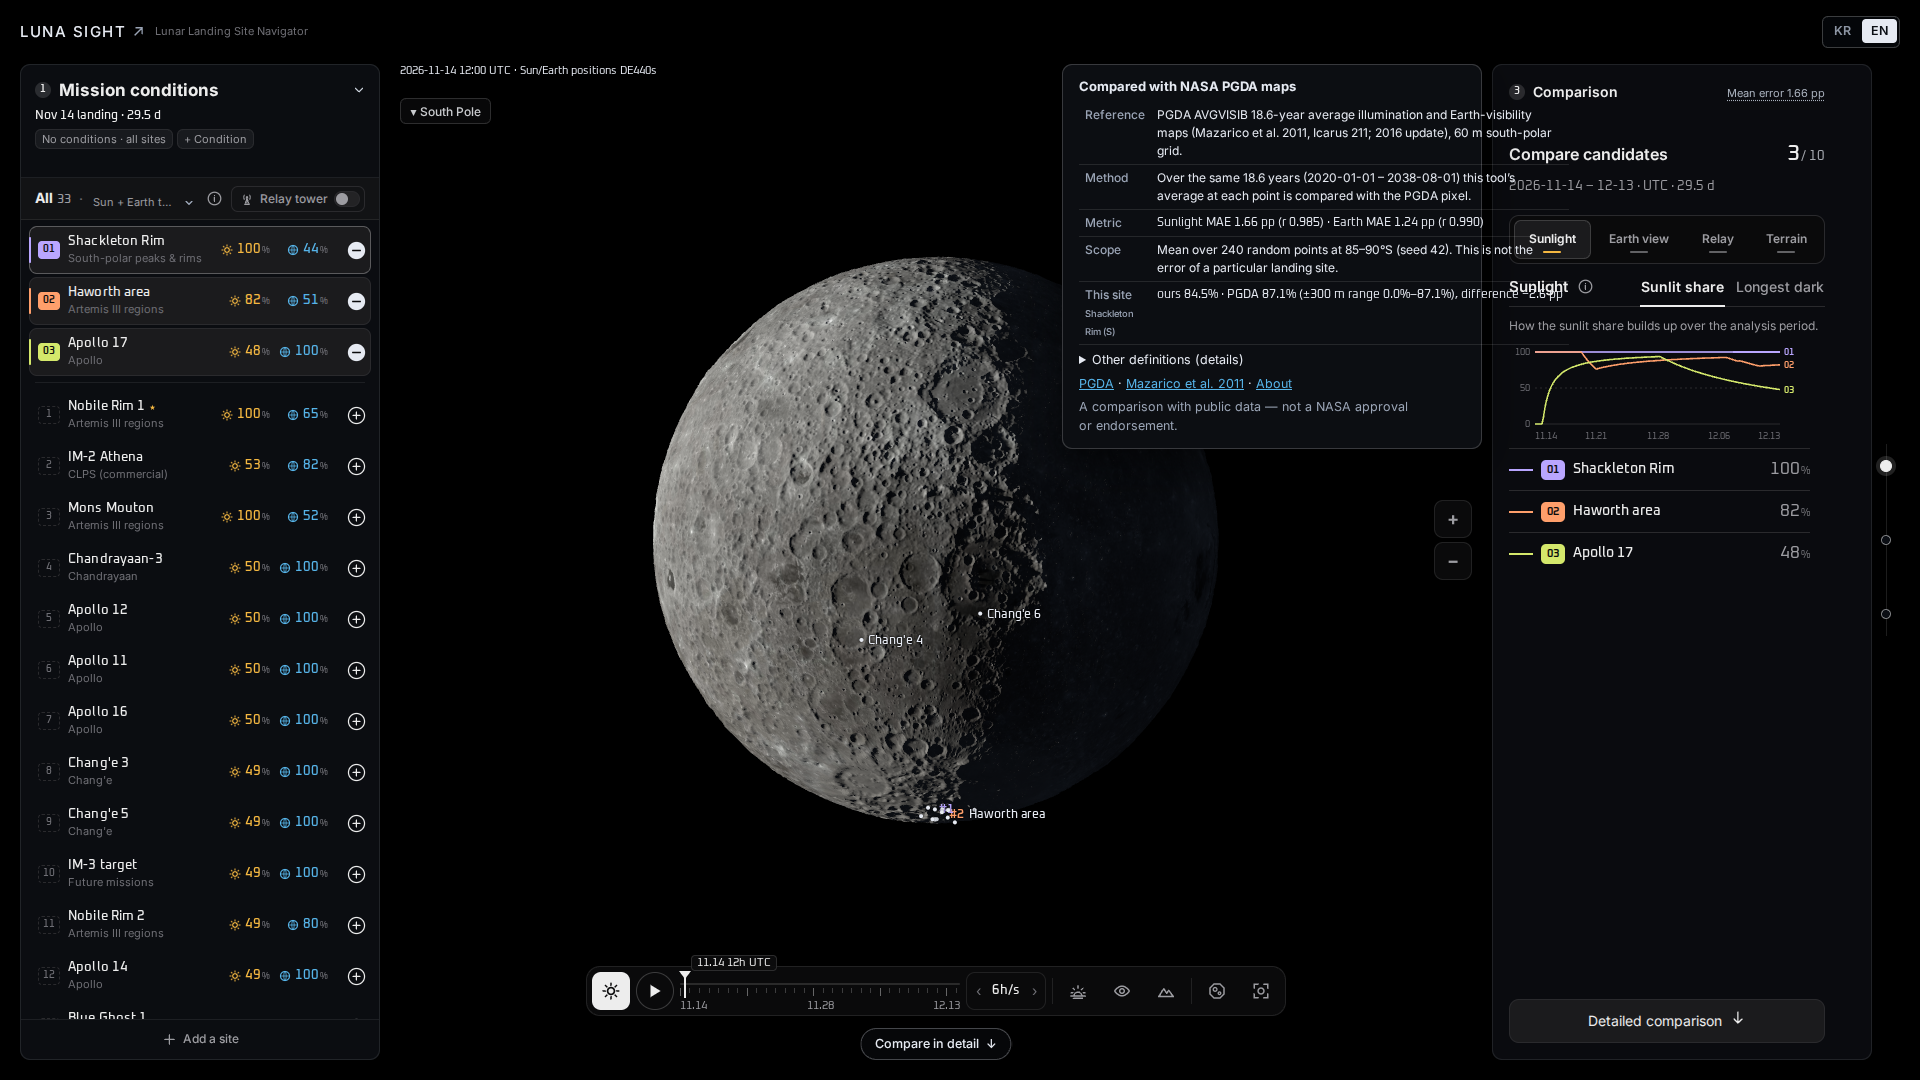 LUNA SIGHT ↗ Lunar Landing Site Navigator
KR EN
1 Mission conditions
Nov 14 landing · 29.5 d
No conditions · all sites + Condition
All 33 · Sun + Earth t... Relay tower
01 Shackleton Rim 100% 44%
South-polar peaks & rims
02 Haworth area 82% 51%
Artemis III regions
03 Apollo 17 48% 100%
Apollo
1 Nobile Rim 1 ★ 100% 65%
Artemis III regions
2 IM-2 Athena 53% 82%
CLPS (commercial)
3 Mons Mouton 100% 52%
Artemis III regions
4 Chandrayaan-3 50% 100%
Chandrayaan
5 Apollo 12 50% 100%
Apollo
6 Apollo 11 50% 100%
Apollo
7 Apollo 16 50% 100%
Apollo
8 Chang'e 3 49% 100%
Chang'e
9 Chang'e 5 49% 100%
Chang'e
10 IM-3 target 49% 100%
Future missions
11 Nobile Rim 2 49% 80%
Artemis III regions
12 Apollo 14 49% 100%
Apollo
Blue Ghost 1
+ Add a site
2026-11-14 12:00 UTC · Sun/Earth positions DE440s
▾ South Pole
Chang'e 6
Chang'e 4
#1
#2 Haworth area
Compared with NASA PGDA maps
Reference PGDA AVGVISIB 18.6-year average illumination and Earth-visibility
maps (Mazarico et al. 2011, Icarus 211; 2016 update), 60 m south-polar
grid.
Method Over the same 18.6 years (2020-01-01 – 2038-08-01) this tool's
average at each point is compared with the PGDA pixel.
Metric Sunlight MAE 1.66 pp (r 0.985) · Earth MAE 1.24 pp (r 0.990)
Scope Mean over 240 random points at 85–90°S (seed 42). This is not the
error of a particular landing site.
This site ours 84.5% · PGDA 87.1% (±300 m range 0.0%–87.1%), difference −2.6 pp
Shackleton
Rim (S)
▶ Other definitions (details)
PGDA · Mazarico et al. 2011 · About
A comparison with public data — not a NASA approval
or endorsement.
+
−
11.14 12h UTC
11.14 11.28 12.13
‹ 6h/s ›
Compare in detail ↓
3 Comparison Mean error 1.66 pp
Compare candidates 3 / 10
2026-11-14 – 12-13 · UTC · 29.5 d
Sunlight Earth view Relay Terrain
Sunlight Sunlit share Longest dark
How the sunlit share builds up over the analysis period.
100
50
0
01
02
03
11.14 11.21 11.28 12.06 12.13
01 Shackleton Rim 100%
02 Haworth area 82%
03 Apollo 17 48%
Detailed comparison ↓